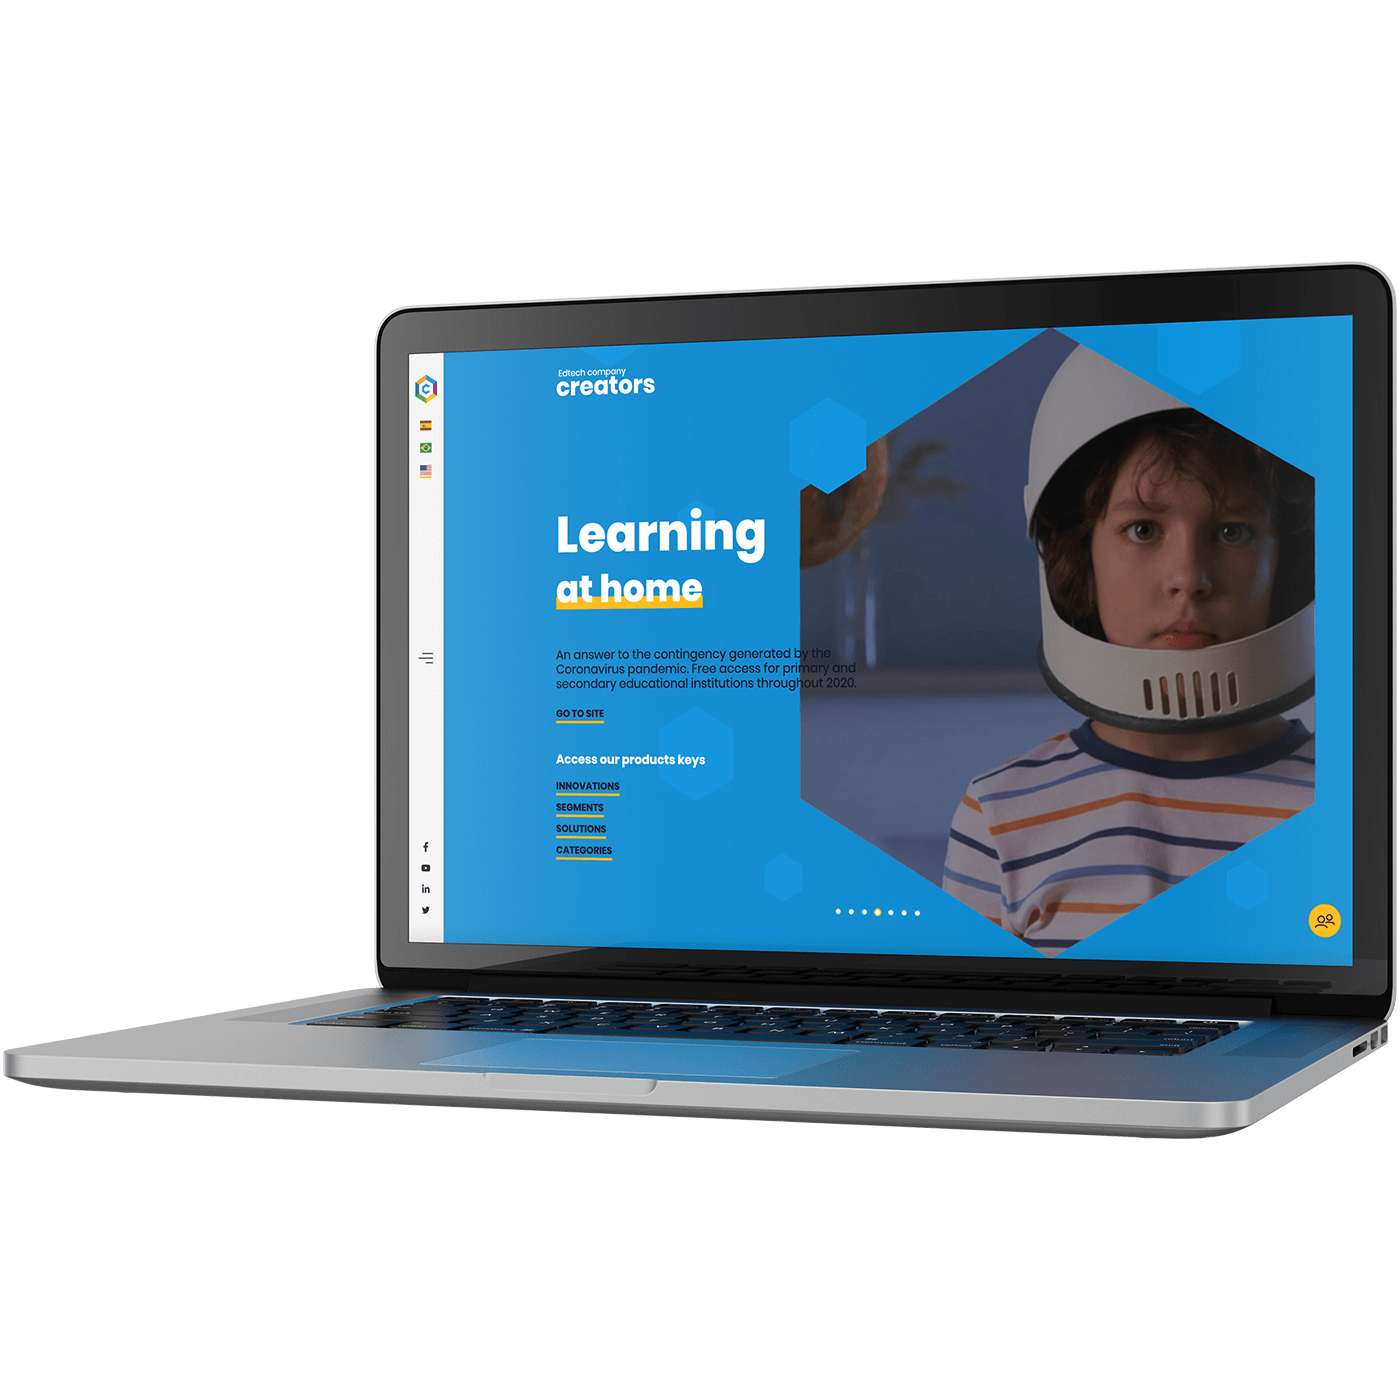 C
Edtech company
creators
Learning
at home
An answer to the contingency generated by the
Coronavirus pandemic. Free access for primary and
secondary educational institutions throughout 2020.
GO TO SITE
Access our products keys
INNOVATIONS
SEGMENTS
SOLUTIONS
CATEGORIES
f
in